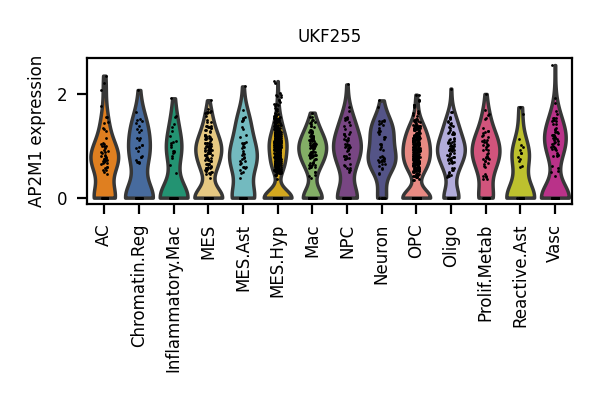 UKF255
AP2M1 expression
2
0
AC
Chromatin.Reg
Inflammatory.Mac
MES
MES.Ast
MES.Hyp
Mac
NPC
Neuron
OPC
Oligo
Prolif.Metab
Reactive.Ast
Vasc